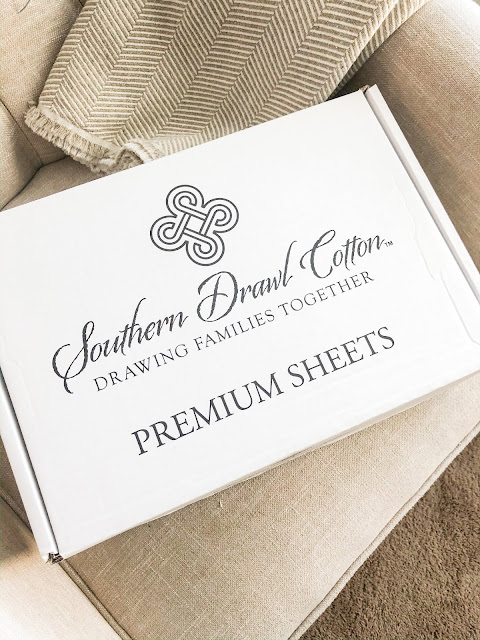 Southern Drawl Cotton™
DRAWING FAMILIES TOGETHER
PREMIUM SHEETS